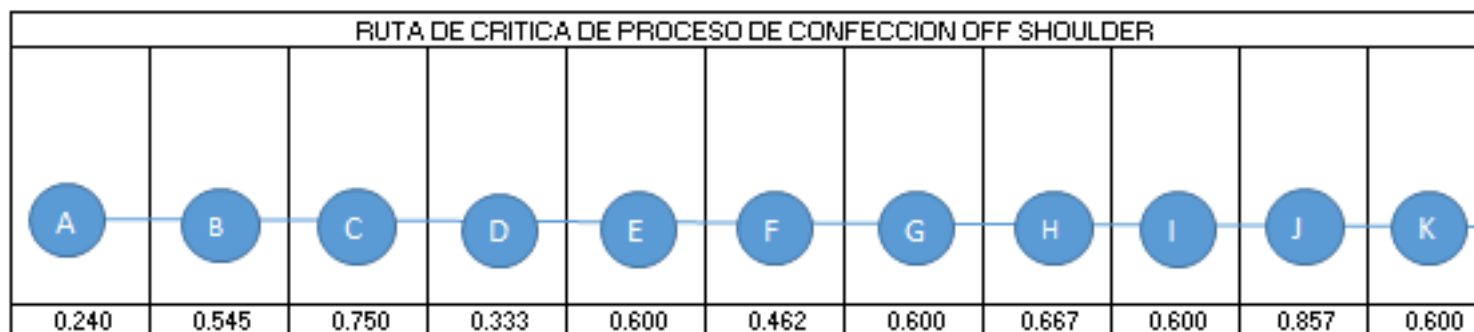 RUTA DE CRITICA DE PROCESO DE CONFECCION OFF SHOULDER
A B C D E F G H I J K
0.240 0.545 0.750 0.333 0.600 0.462 0.600 0.667 0.600 0.857 0.600